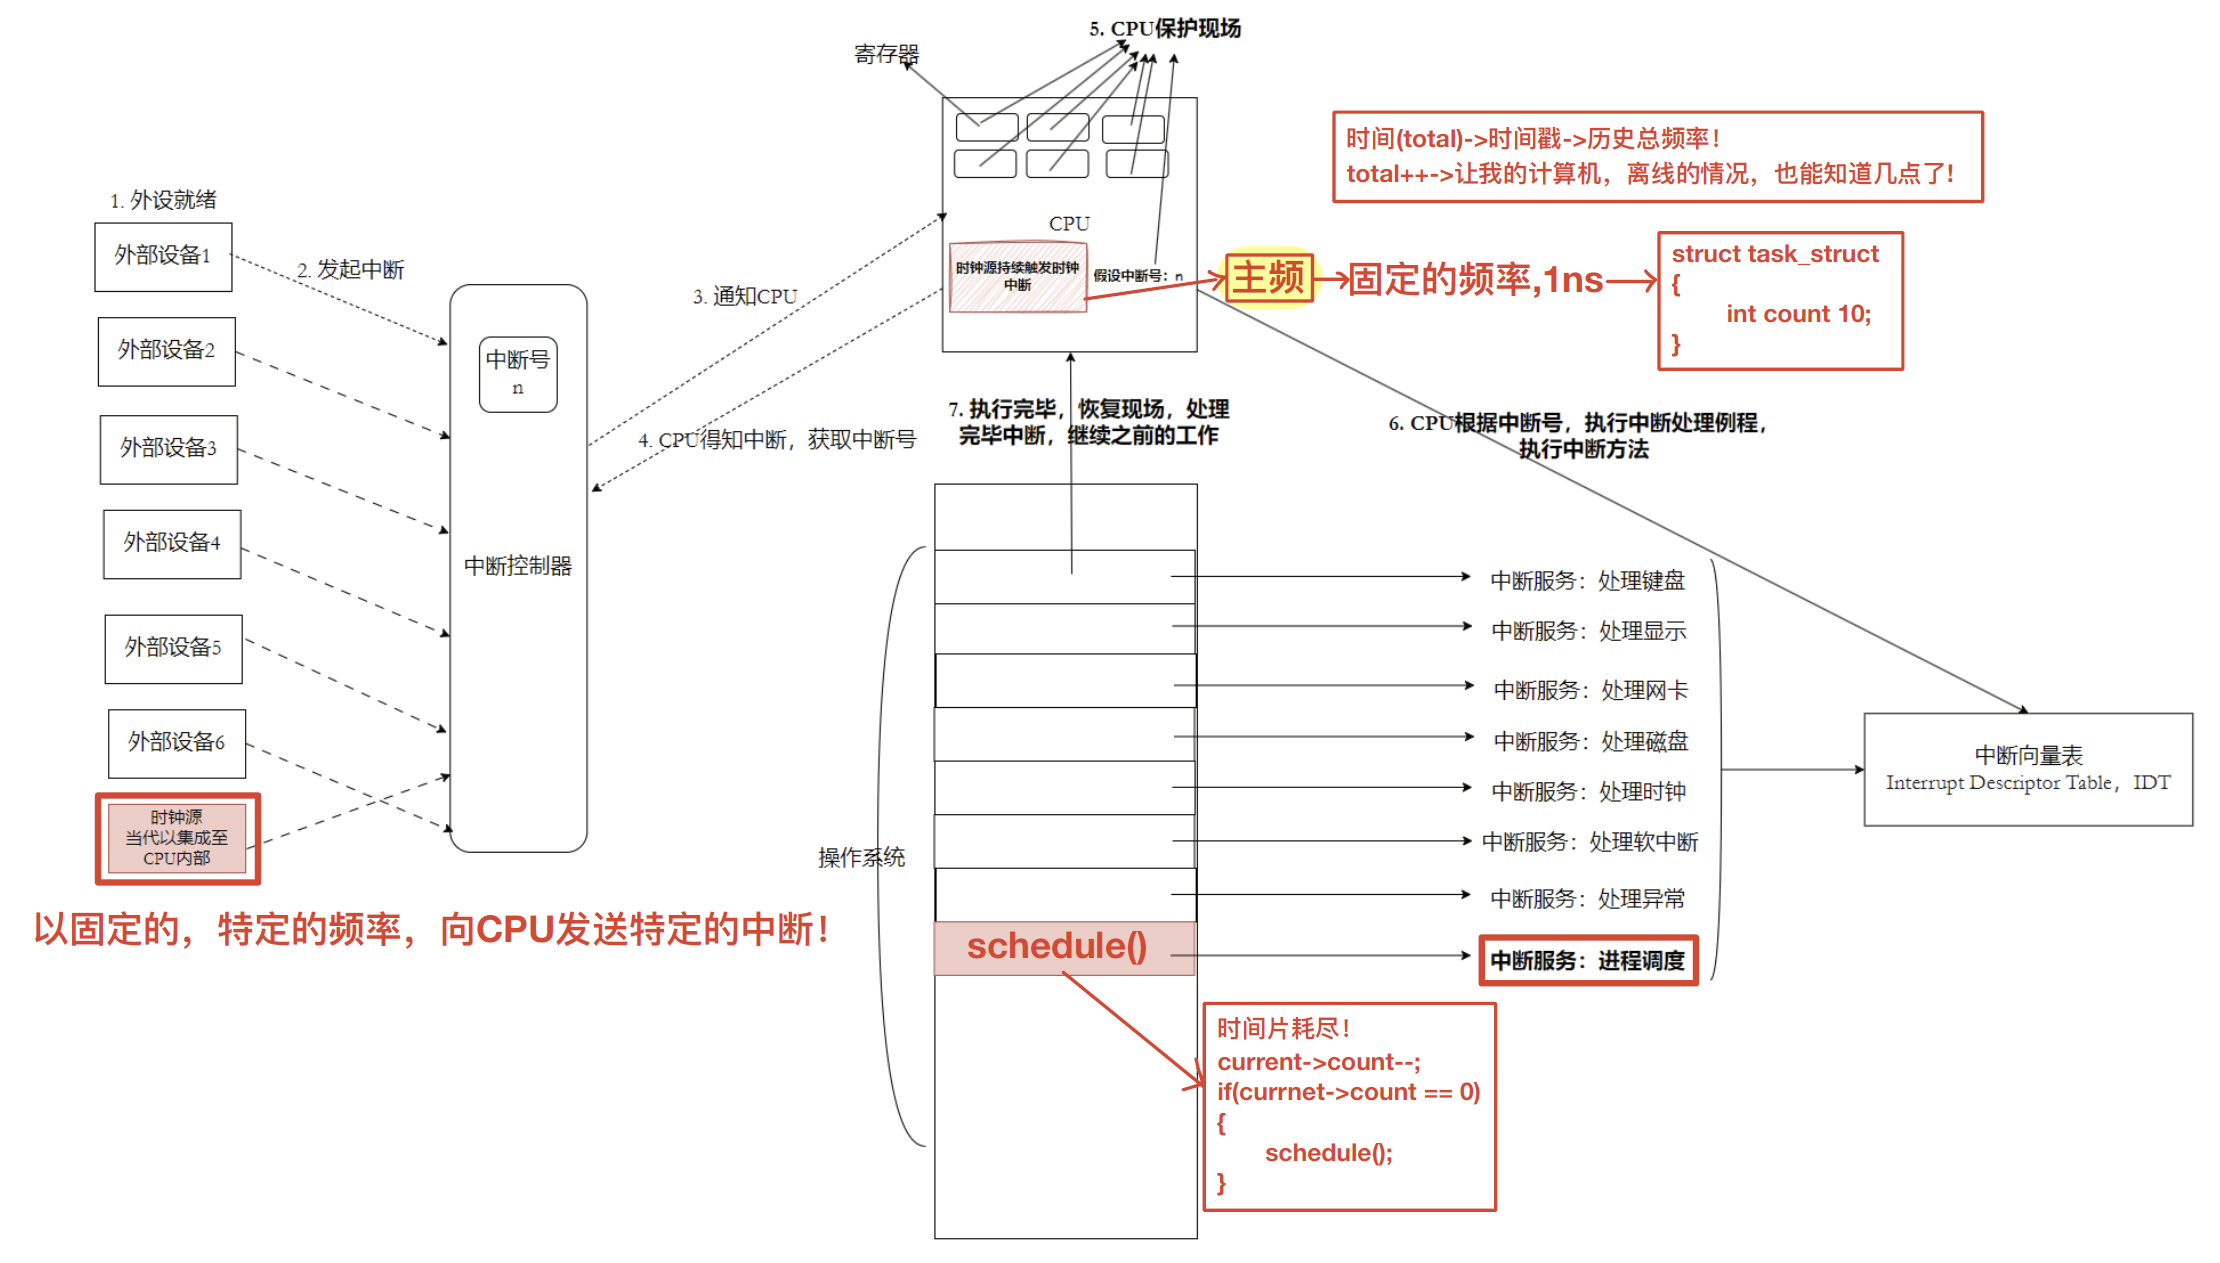 5. CPU保护现场
寄存器
时间(total)->时间戳->历史总频率！
total++->让我的计算机，离线的情况，也能知道几点了!
1. 外设就绪
外部设备1
2. 发起中断
外部设备2
外部设备3
外部设备4
外部设备5
外部设备6
时钟源
当代以集成至
CPU内部
以固定的，特定的频率，向CPU发送特定的中断！
中断号
n
中断控制器
3. 通知CPU
4. CPU得知中断，获取中断号
CPU
时钟源持续触发时钟
中断
假设中断号：n
主频
固定的频率,1ns
struct task_struct
{
int count 10;
}
7. 执行完毕，恢复现场，处理
完毕中断，继续之前的工作
6. CPU根据中断号，执行中断处理例程，
执行中断方法
操作系统
中断服务：处理键盘
中断服务：处理显示
中断服务：处理网卡
中断服务：处理磁盘
中断服务：处理时钟
中断服务：处理软中断
中断服务：处理异常
schedule()
中断服务：进程调度
中断向量表
Interrupt Descriptor Table，IDT
时间片耗尽！
current->count--;
if(currnet->count == 0)
{
schedule();
}